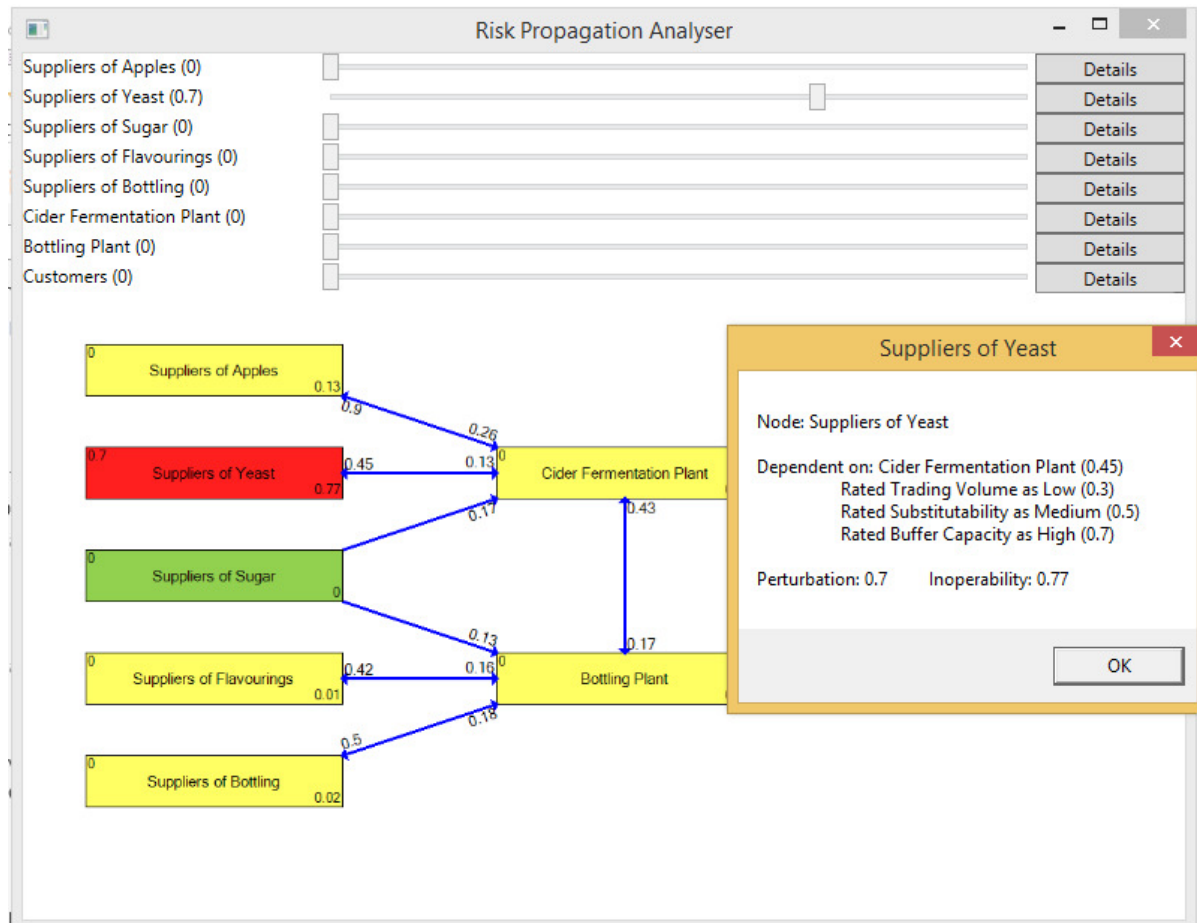 Risk Propagation Analyser
Suppliers of Apples (0)
Details
Suppliers of Yeast (0.7)
Details
Suppliers of Sugar (0)
Details
Suppliers of Flavourings (0)
Details
Suppliers of Bottling (0)
Details
Cider Fermentation Plant (0)
Details
Bottling Plant (0)
Details
Customers (0)
Details
0
Suppliers of Apples
0.13
0.9
0.26
0.7
Suppliers of Yeast
0.77
0.45
0.13
0
Cider Fermentation Plant
0.17
0.43
0
Suppliers of Sugar
0
0.13
0.17
0
Suppliers of Flavourings
0.01
0.42
0.16
0
Bottling Plant
0.18
0.5
0
Suppliers of Bottling
0.02
Suppliers of Yeast
Node: Suppliers of Yeast
Dependent on: Cider Fermentation Plant (0.45)
Rated Trading Volume as Low (0.3)
Rated Substitutability as Medium (0.5)
Rated Buffer Capacity as High (0.7)
Perturbation: 0.7 Inoperability: 0.77
OK